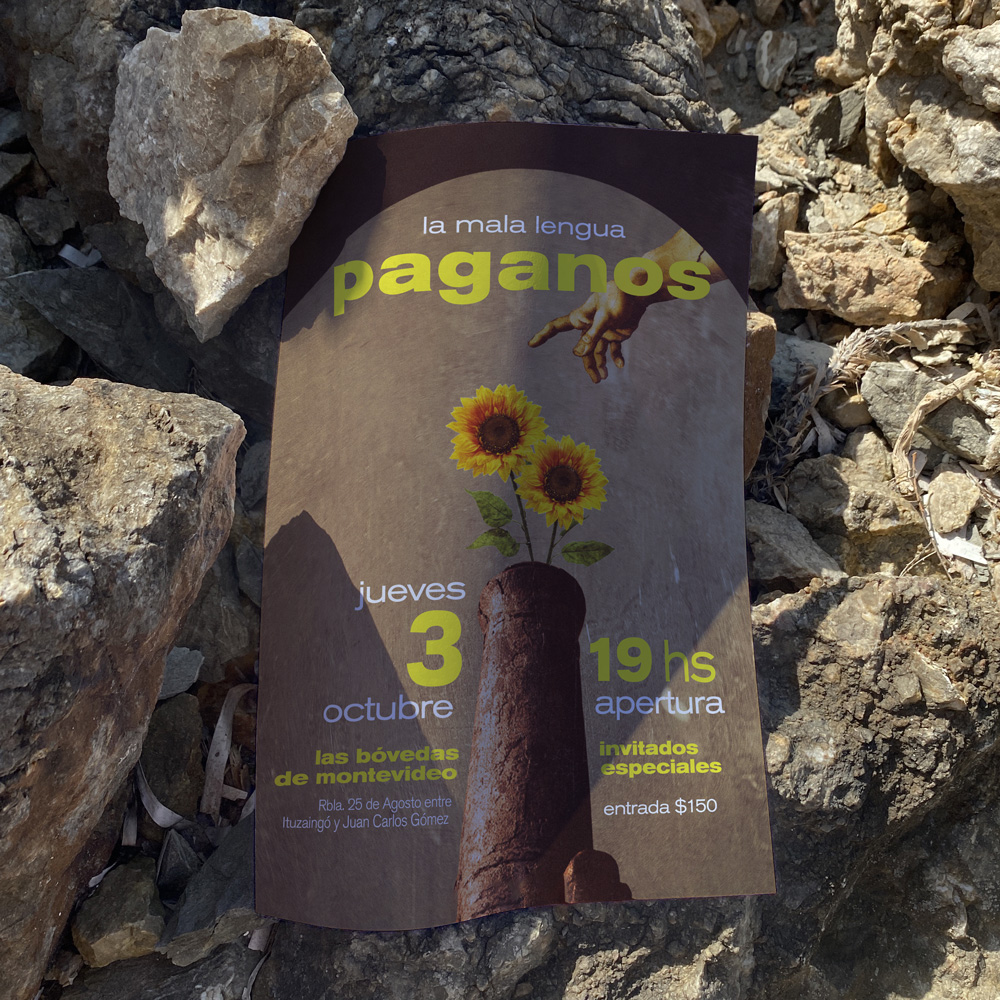 la mala lengua
paganos
jueves
3
octubre
19 hs
apertura
las bóvedas
de montevideo
Rbla. 25 de Agosto entre
Ituzaingó y Juan Carlos Gómez
invitados
especiales
entrada $150